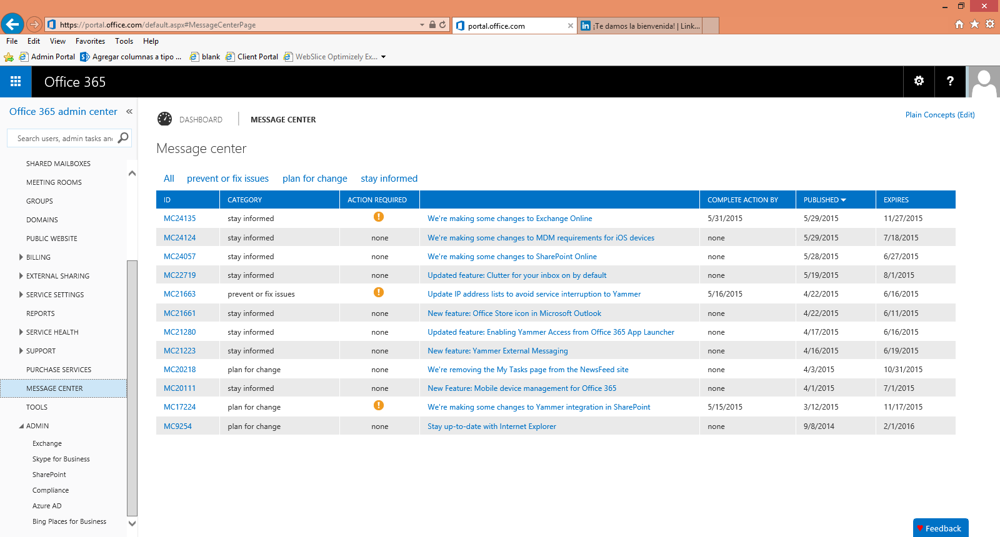 https://portal.office.com/default.aspx#MessageCenterPage
portal.office.com
¡Te damos la bienvenida! | Link...
File Edit View Favorites Tools Help
Admin Portal Agregar columnas a tipo ... blank Client Portal WebSlice Optimizely Ex...
Office 365
?
Office 365 admin center «
Search users, admin tasks
SHARED MAILBOXES
MEETING ROOMS
GROUPS
DOMAINS
PUBLIC WEBSITE
BILLING
EXTERNAL SHARING
SERVICE SETTINGS
REPORTS
SERVICE HEALTH
SUPPORT
PURCHASE SERVICES
MESSAGE CENTER
TOOLS
ADMIN
Exchange
Skype for Business
SharePoint
Compliance
Azure AD
Bing Places for Business
DASHBOARD MESSAGE CENTER
Plain Concepts (Edit)
Message center
All prevent or fix issues plan for change stay informed
ID CATEGORY ACTION REQUIRED COMPLETE ACTION BY PUBLISHED EXPIRES
MC24135 stay informed ! We're making some changes to Exchange Online 5/31/2015 5/29/2015 11/27/2015
MC24124 stay informed none We're making some changes to MDM requirements for iOS devices none 5/29/2015 7/18/2015
MC24057 stay informed none We're making some changes to SharePoint Online none 5/28/2015 6/27/2015
MC22719 stay informed none Updated feature: Clutter for your inbox on by default none 5/19/2015 8/1/2015
MC21663 prevent or fix issues ! Update IP address lists to avoid service interruption to Yammer 5/16/2015 4/22/2015 6/16/2015
MC21661 stay informed none New feature: Office Store icon in Microsoft Outlook none 4/22/2015 6/11/2015
MC21280 stay informed none Updated feature: Enabling Yammer Access from Office 365 App Launcher none 4/17/2015 6/16/2015
MC21223 stay informed none New feature: Yammer External Messaging none 4/16/2015 6/19/2015
MC20218 plan for change none We're removing the My Tasks page from the NewsFeed site none 4/3/2015 10/31/2015
MC20111 stay informed none New Feature: Mobile device management for Office 365 none 4/1/2015 7/1/2015
MC17224 plan for change ! We're making some changes to Yammer integration in SharePoint 5/15/2015 3/12/2015 11/17/2015
MC9254 plan for change none Stay up-to-date with Internet Explorer none 9/8/2014 2/1/2016
Feedback